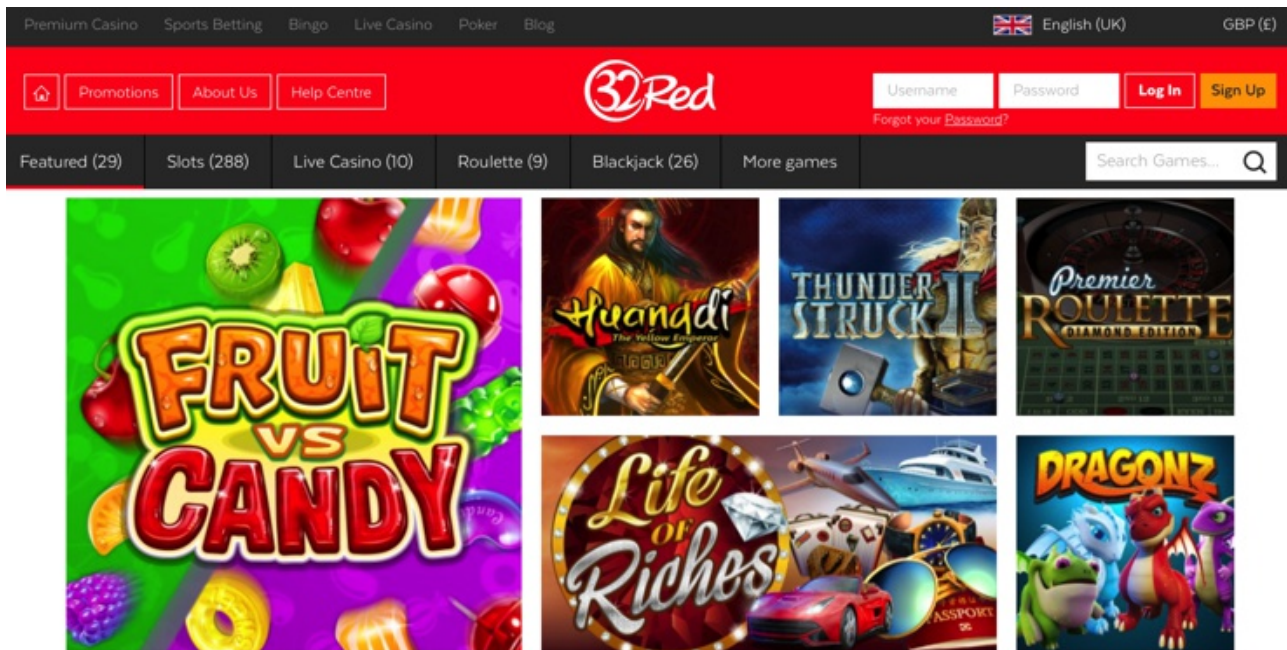 Premium Casino Sports Betting Bingo Live Casino Poker Blog English (UK) GBP (£)
Promotions About Us Help Centre 32Red Username Password Log In Sign Up
Forgot your Password?
Featured (29) Slots (288) Live Casino (10) Roulette (9) Blackjack (26) More games Search Games...
FRUIT
VS
CANDY
Huangdi
The Yellow Emperor
THUNDER
STRUCK II
Premier
ROULETTE
DIAMOND EDITION
Life
OF
Riches
PASSPORT
DRAGONZ